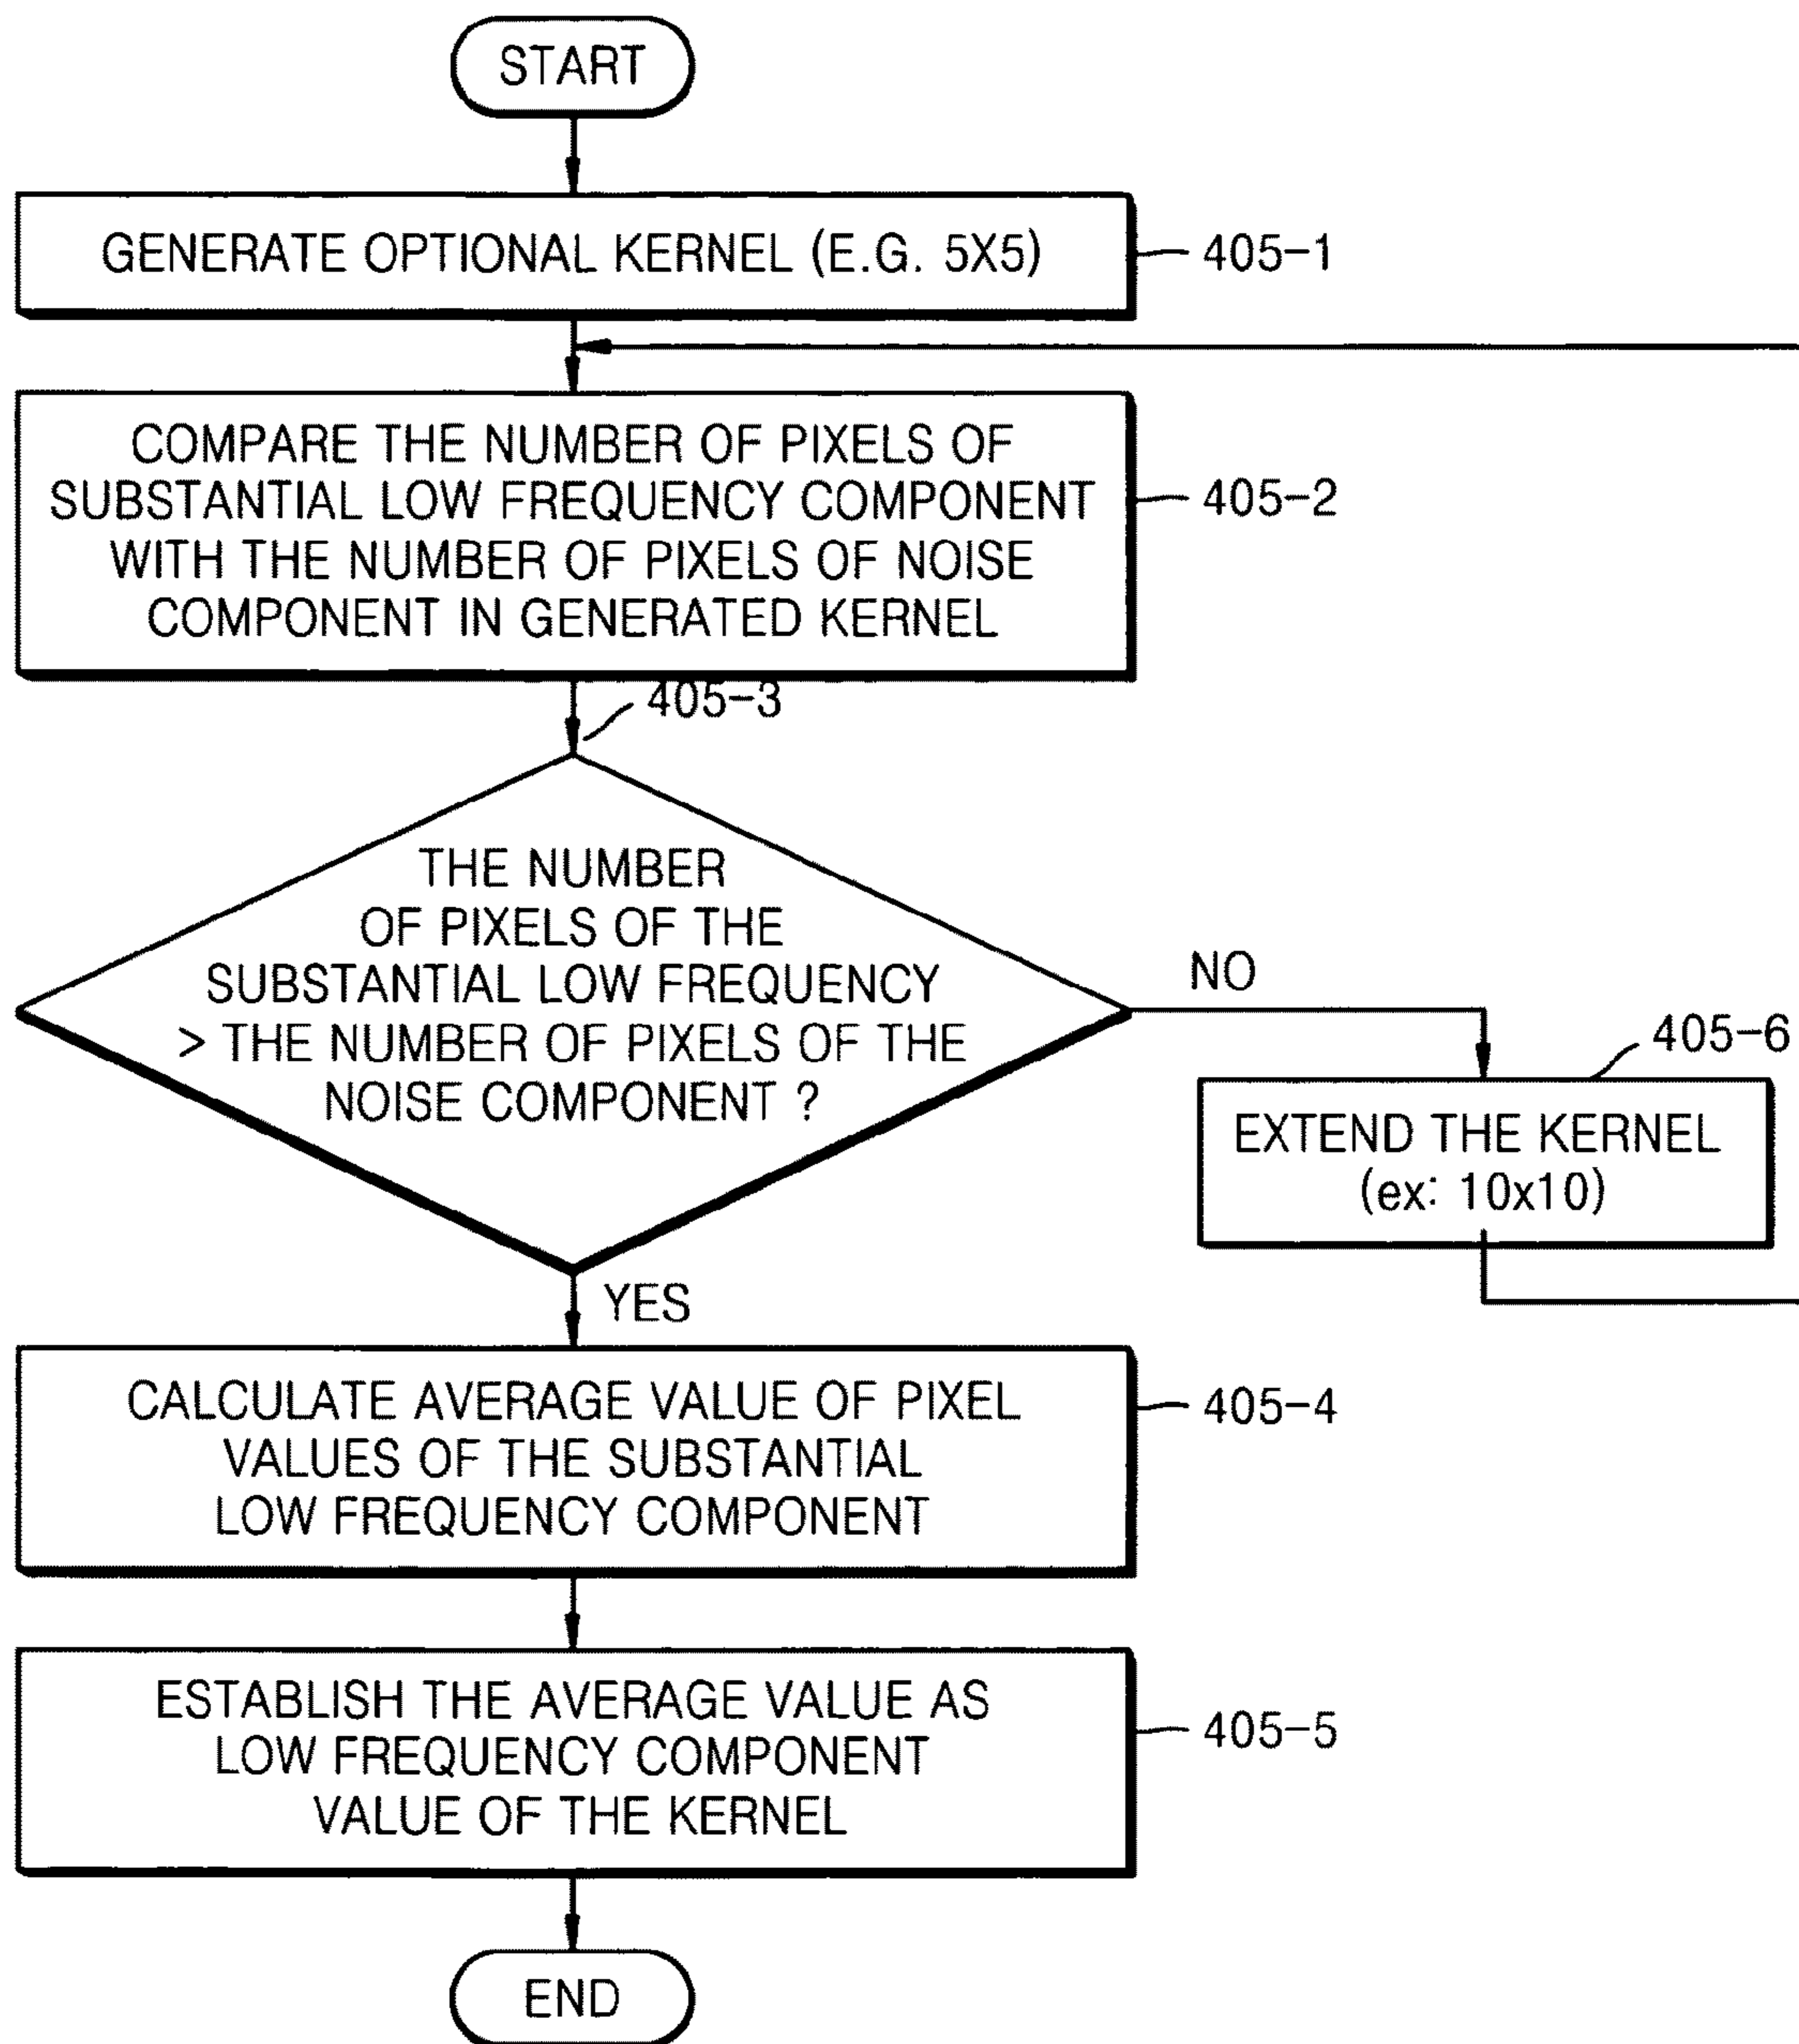 START
GENERATE OPTIONAL KERNEL (E.G. 5X5)
405-1
COMPARE THE NUMBER OF PIXELS OF
SUBSTANTIAL LOW FREQUENCY COMPONENT
WITH THE NUMBER OF PIXELS OF NOISE
COMPONENT IN GENERATED KERNEL
405-2
405-3
THE NUMBER
OF PIXELS OF THE
SUBSTANTIAL LOW FREQUENCY
> THE NUMBER OF PIXELS OF THE
NOISE COMPONENT ?
NO
405-6
EXTEND THE KERNEL
(ex: 10x10)
YES
CALCULATE AVERAGE VALUE OF PIXEL
VALUES OF THE SUBSTANTIAL
LOW FREQUENCY COMPONENT
405-4
ESTABLISH THE AVERAGE VALUE AS
LOW FREQUENCY COMPONENT
VALUE OF THE KERNEL
405-5
END